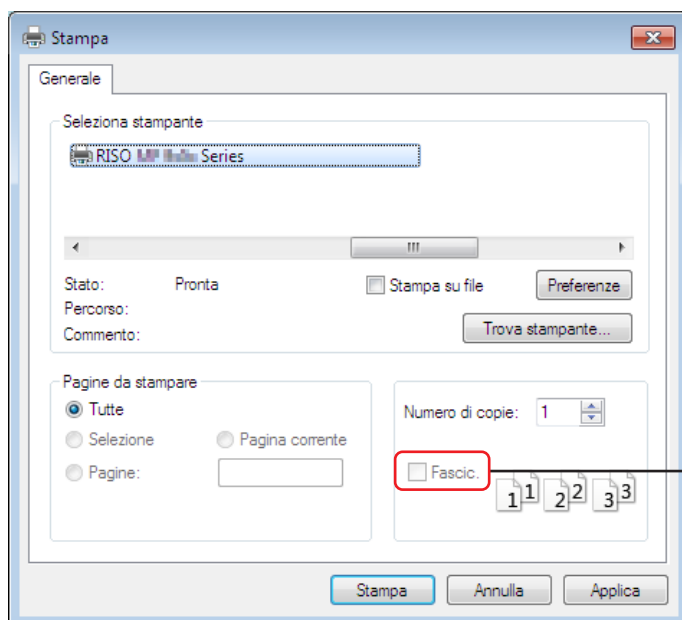 Stampa
Generale
Seleziona stampante
RISO Series
Stato: Pronta
Stampa su file
Preferenze
Percorso:
Commento:
Trova stampante...
Pagine da stampare
Tutte
Selezione
Pagina corrente
Pagine:
Numero di copie: 1
Fascic.
1 1 2 2 3 3
Stampa
Annulla
Applica